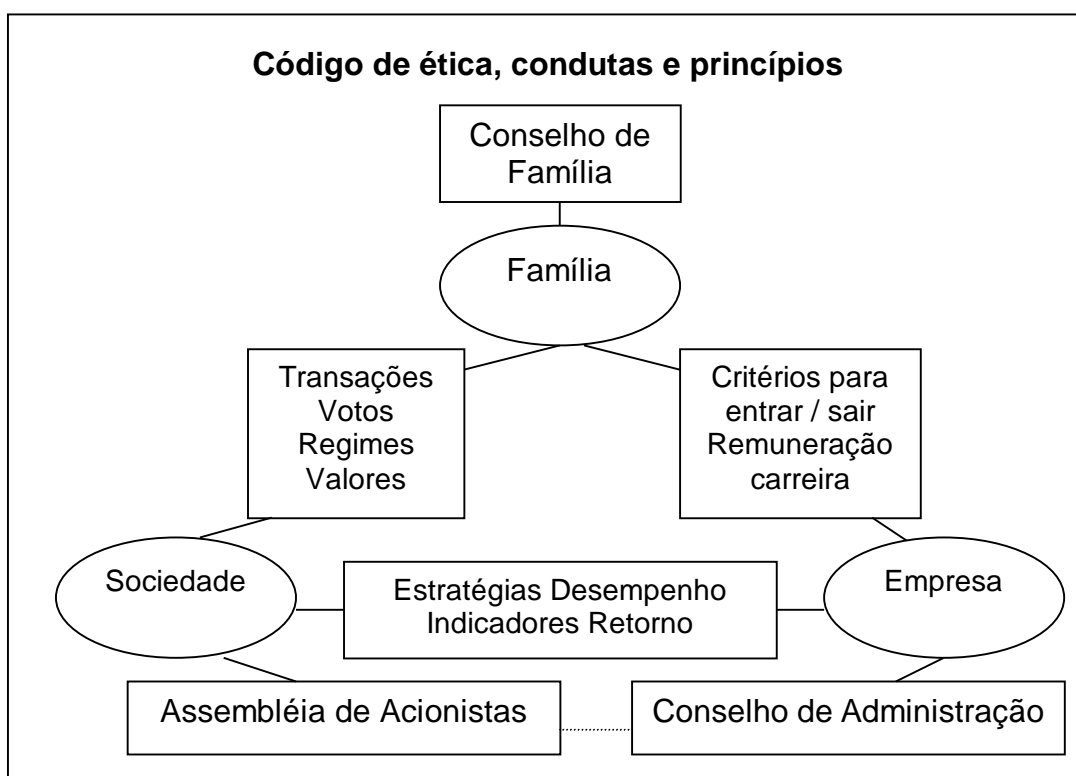 Código de ética, condutas e princípios
Conselho de
Família
Família
Transações
Votos
Regimes
Valores
Critérios para
entrar / sair
Remuneração
carreira
Sociedade
Estratégias Desempenho
Indicadores Retorno
Empresa
Assembléia de Acionistas
Conselho de Administração